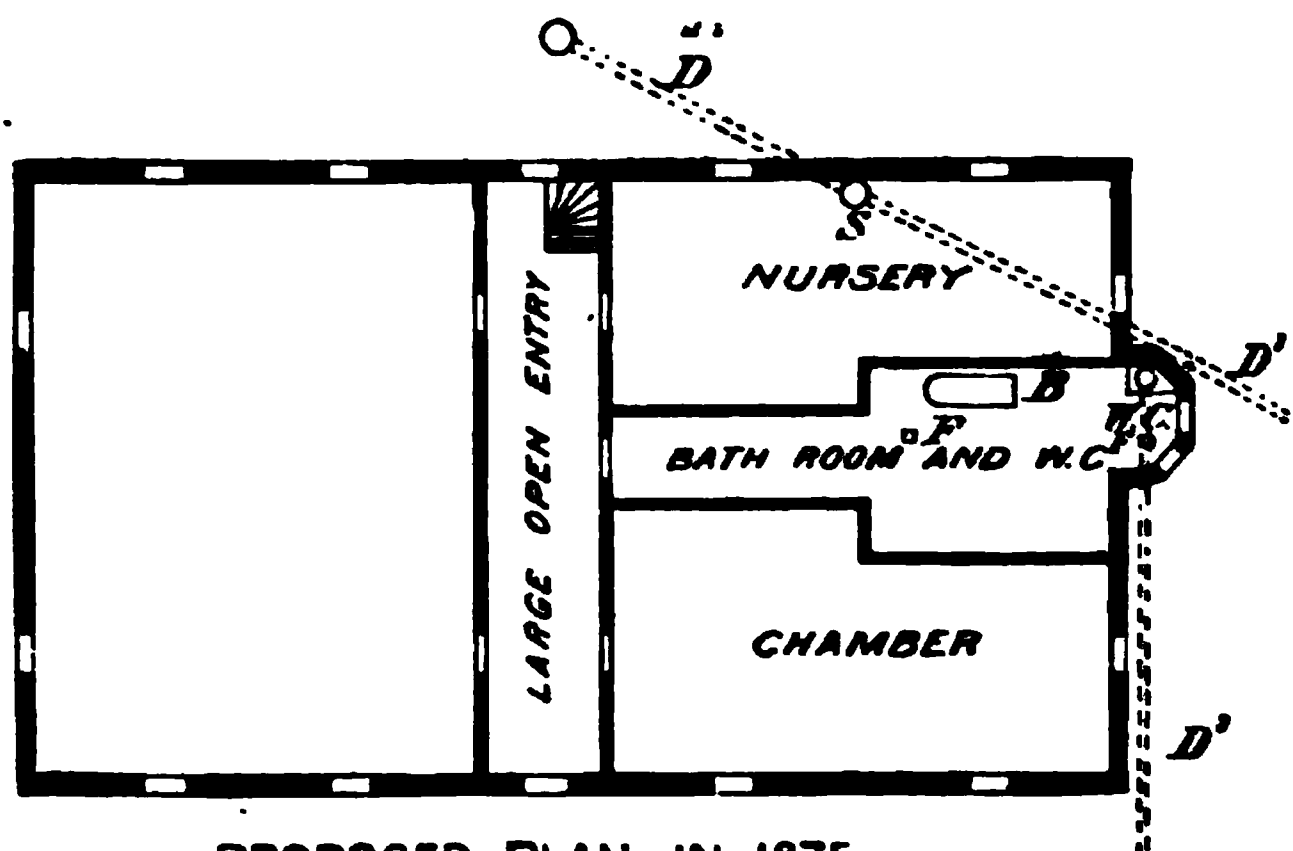 D
S
NURSERY
D'
B
W.C.
F
F
BATH ROOM AND W.C
LARGE OPEN ENTRY
CHAMBER
D'
PROPOSED PLAN IN 1875